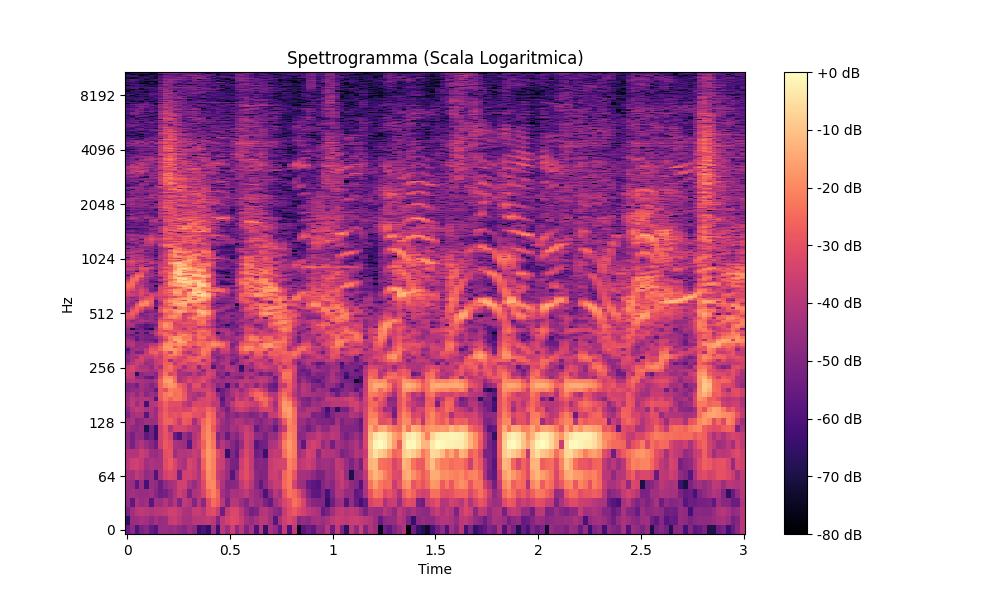 Spettrogramma (Scala Logaritmica)
Hz
8192
4096
2048
1024
512
256
128
64
0
0
0.5
1
1.5
2
2.5
3
Time
+0 dB
-10 dB
-20 dB
-30 dB
-40 dB
-50 dB
-60 dB
-70 dB
-80 dB